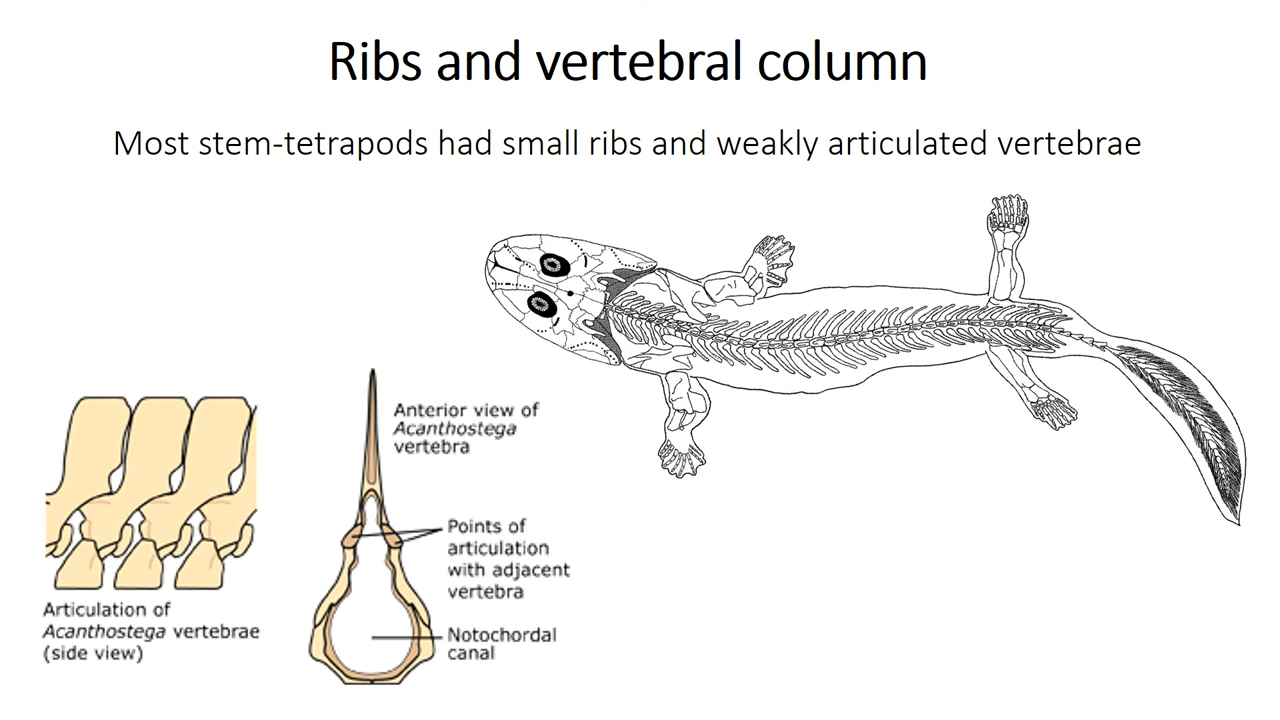 Ribs and vertebral column
Most stem-tetrapods had small ribs and weakly articulated vertebrae
Anterior view of
Acanthostega
vertebra
Points of
articulation
with adjacent
vertebra
Notochordal
canal
Articulation of
Acanthostega vertebrae
(side view)